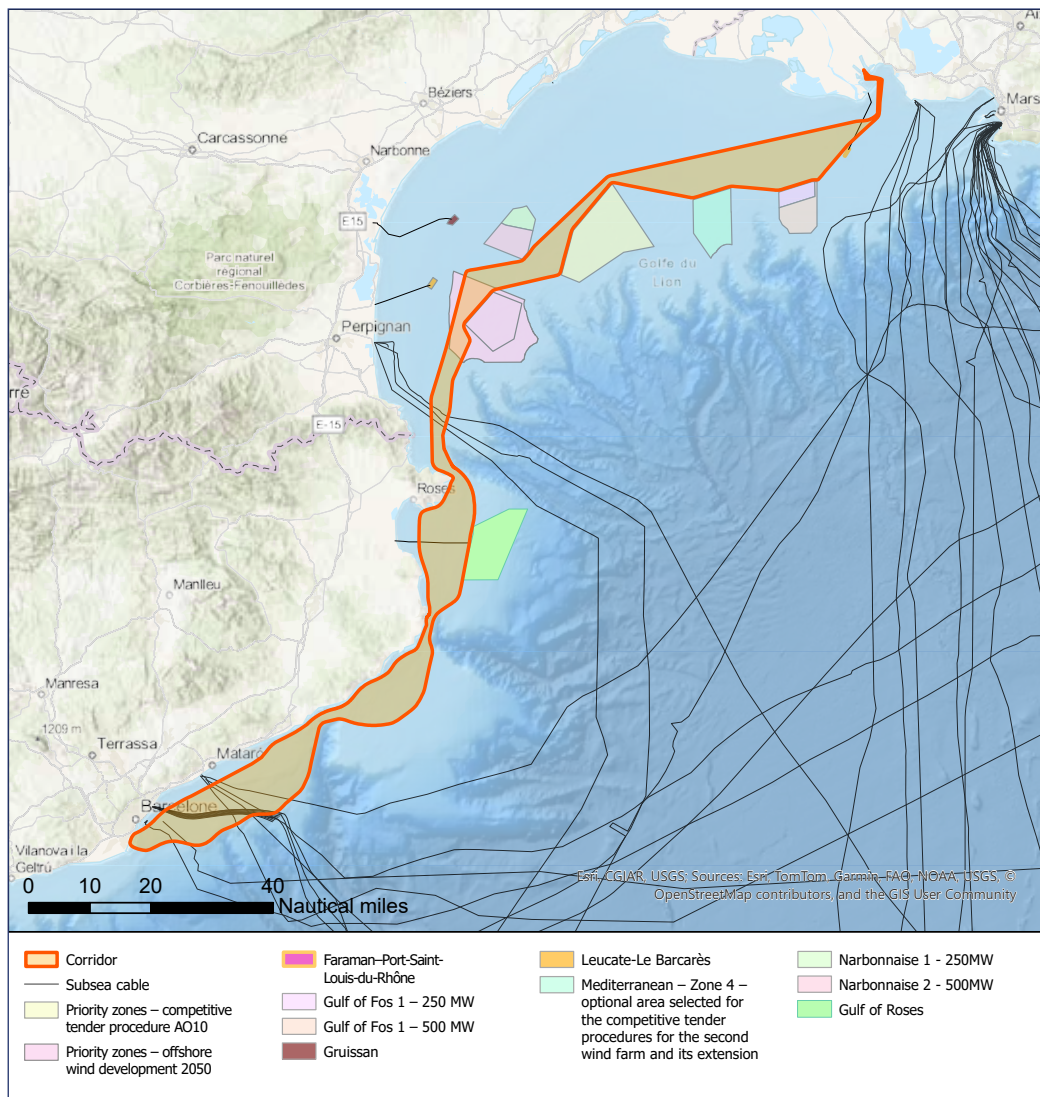 Ar
Béziers
Mars
Carcassonne
Narbonne
E15
Parc naturel
régional
Corbières-Fenouillèdes
Golfe du
Lion
Perpignan
rré
E-15
Roses
Manlleu
Manresa
1209 m
Terrassa
Mataró
Barcelone
Vilanova i la
Geltrú
Esri, CGIAR, USGS; Sources: Esri, TomTom, Garmin, FAO, NOAA, USGS, ©
OpenStreetMap contributors, and the GIS User Community
0 10 20 40
Nautical miles
Corridor
Subsea cable
Priority zones – competitive
tender procedure AO10
Priority zones – offshore
wind development 2050
Faraman–Port-Saint-
Louis-du-Rhône
Gulf of Fos 1 – 250 MW
Gulf of Fos 1 – 500 MW
Gruissan
Leucate-Le Barcarès
Mediterranean – Zone 4 –
optional area selected for
the competitive tender
procedures for the second
wind farm and its extension
Narbonnaise 1 - 250MW
Narbonnaise 2 - 500MW
Gulf of Roses